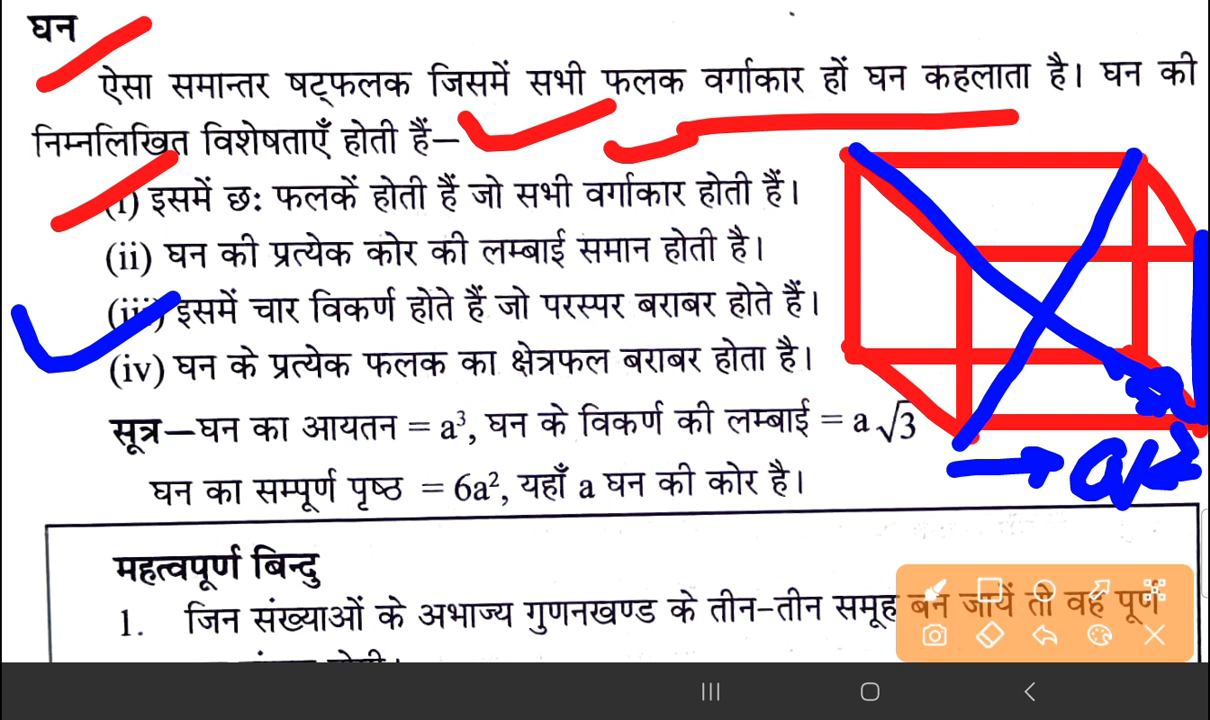 घन
ऐसा समान्तर षट्फलक जिसमें सभी फलक वर्गाकार हों घन कहलाता है। घन की
निम्नलिखित विशेषताएँ होती हैं–
(i) इसमें छः फलकें होती हैं जो सभी वर्गाकार होती हैं।
(ii) घन की प्रत्येक कोर की लम्बाई समान होती है।
(iii) इसमें चार विकर्ण होते हैं जो परस्पर बराबर होते हैं।
(iv) घन के प्रत्येक फलक का क्षेत्रफल बराबर होता है।
सूत्र–घन का आयतन = a³, घन के विकर्ण की लम्बाई = a√3
घन का सम्पूर्ण पृष्ठ = 6a², यहाँ a घन की कोर है।
महत्वपूर्ण बिन्दु
1. जिन संख्याओं के अभाज्य गुणनखण्ड के तीन-तीन समूह बन जायें तो वह पूर्ण